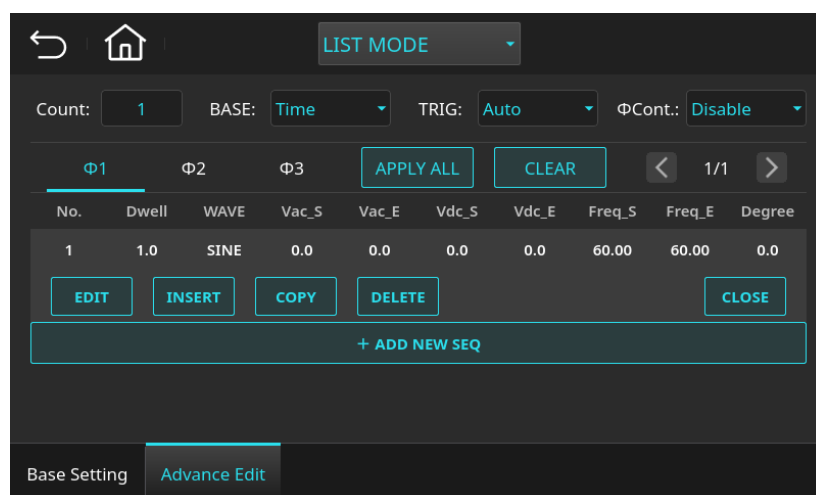 LIST MODE
Count: 1 BASE: Time TRIG: Auto ΦCont.: Disable
Φ1 Φ2 Φ3 APPLY ALL CLEAR 1/1
No. Dwell WAVE Vac_S Vac_E Vdc_S Vdc_E Freq_S Freq_E Degree
1 1.0 SINE 0.0 0.0 0.0 0.0 60.00 60.00 0.0
EDIT INSERT COPY DELETE CLOSE
+ ADD NEW SEQ
Base Setting Advance Edit